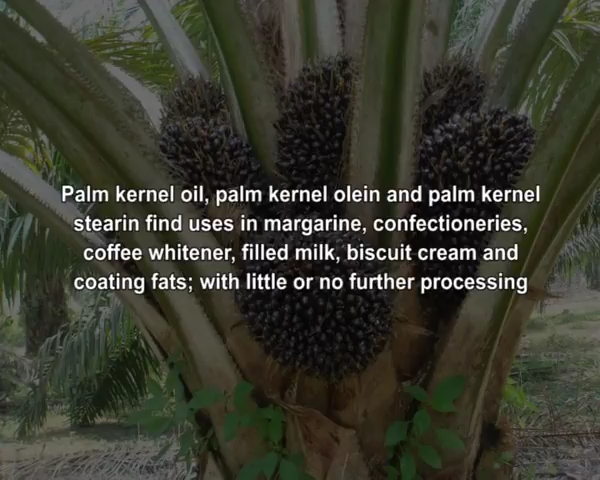 Palm kernel oil, palm kernel olein and palm kernel
stearin find uses in margarine, confectioneries,
coffee whitener, filled milk, biscuit cream and
coating fats; with little or no further processing